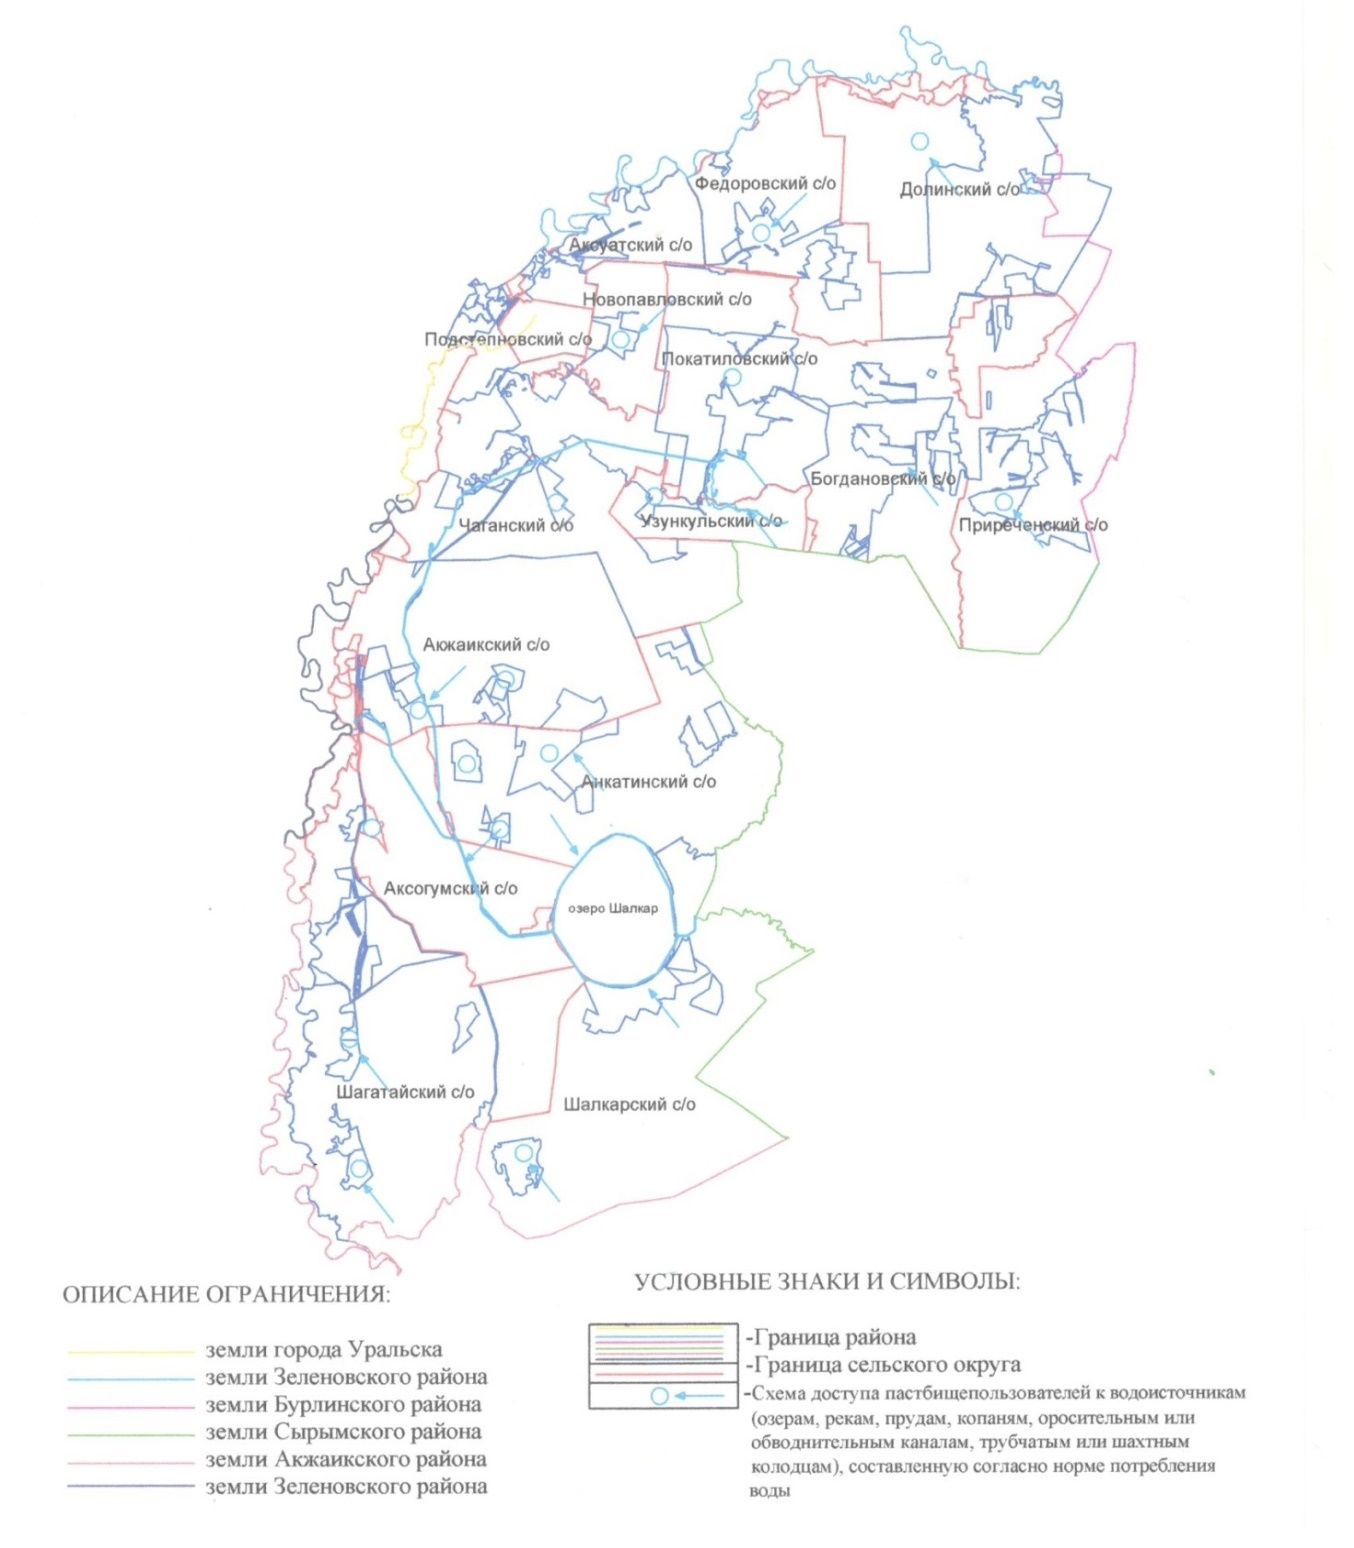 Федоровский с/о
Долинский с/о
Аксуатский с/о
Новопавловский с/о
Подстепновский с/о
Покатиловский с/о
Богдановский с/о
Чаганский с/о
Узункульский с/о
Приреченский с/о
Акжаикский с/о
Анкатинский с/о
Аксогумский с/о
озеро Шалкар
Шагатайский с/о
Шалкарский с/о
ОПИСАНИЕ ОГРАНИЧЕНИЯ:
земли города Уральска
земли Зеленовского района
земли Бурлинского района
земли Сырымского района
земли Акжаикского района
земли Зеленовского района
УСЛОВНЫЕ ЗНАКИ И СИМВОЛЫ:
-Граница района
-Граница сельского округа
-Схема доступа пастбищепользователей к водоисточникам
(озерам, рекам, прудам, копаням, оросительным или
обводнительным каналам, трубчатым или шахтным
колодцам), составленную согласно норме потребления
воды